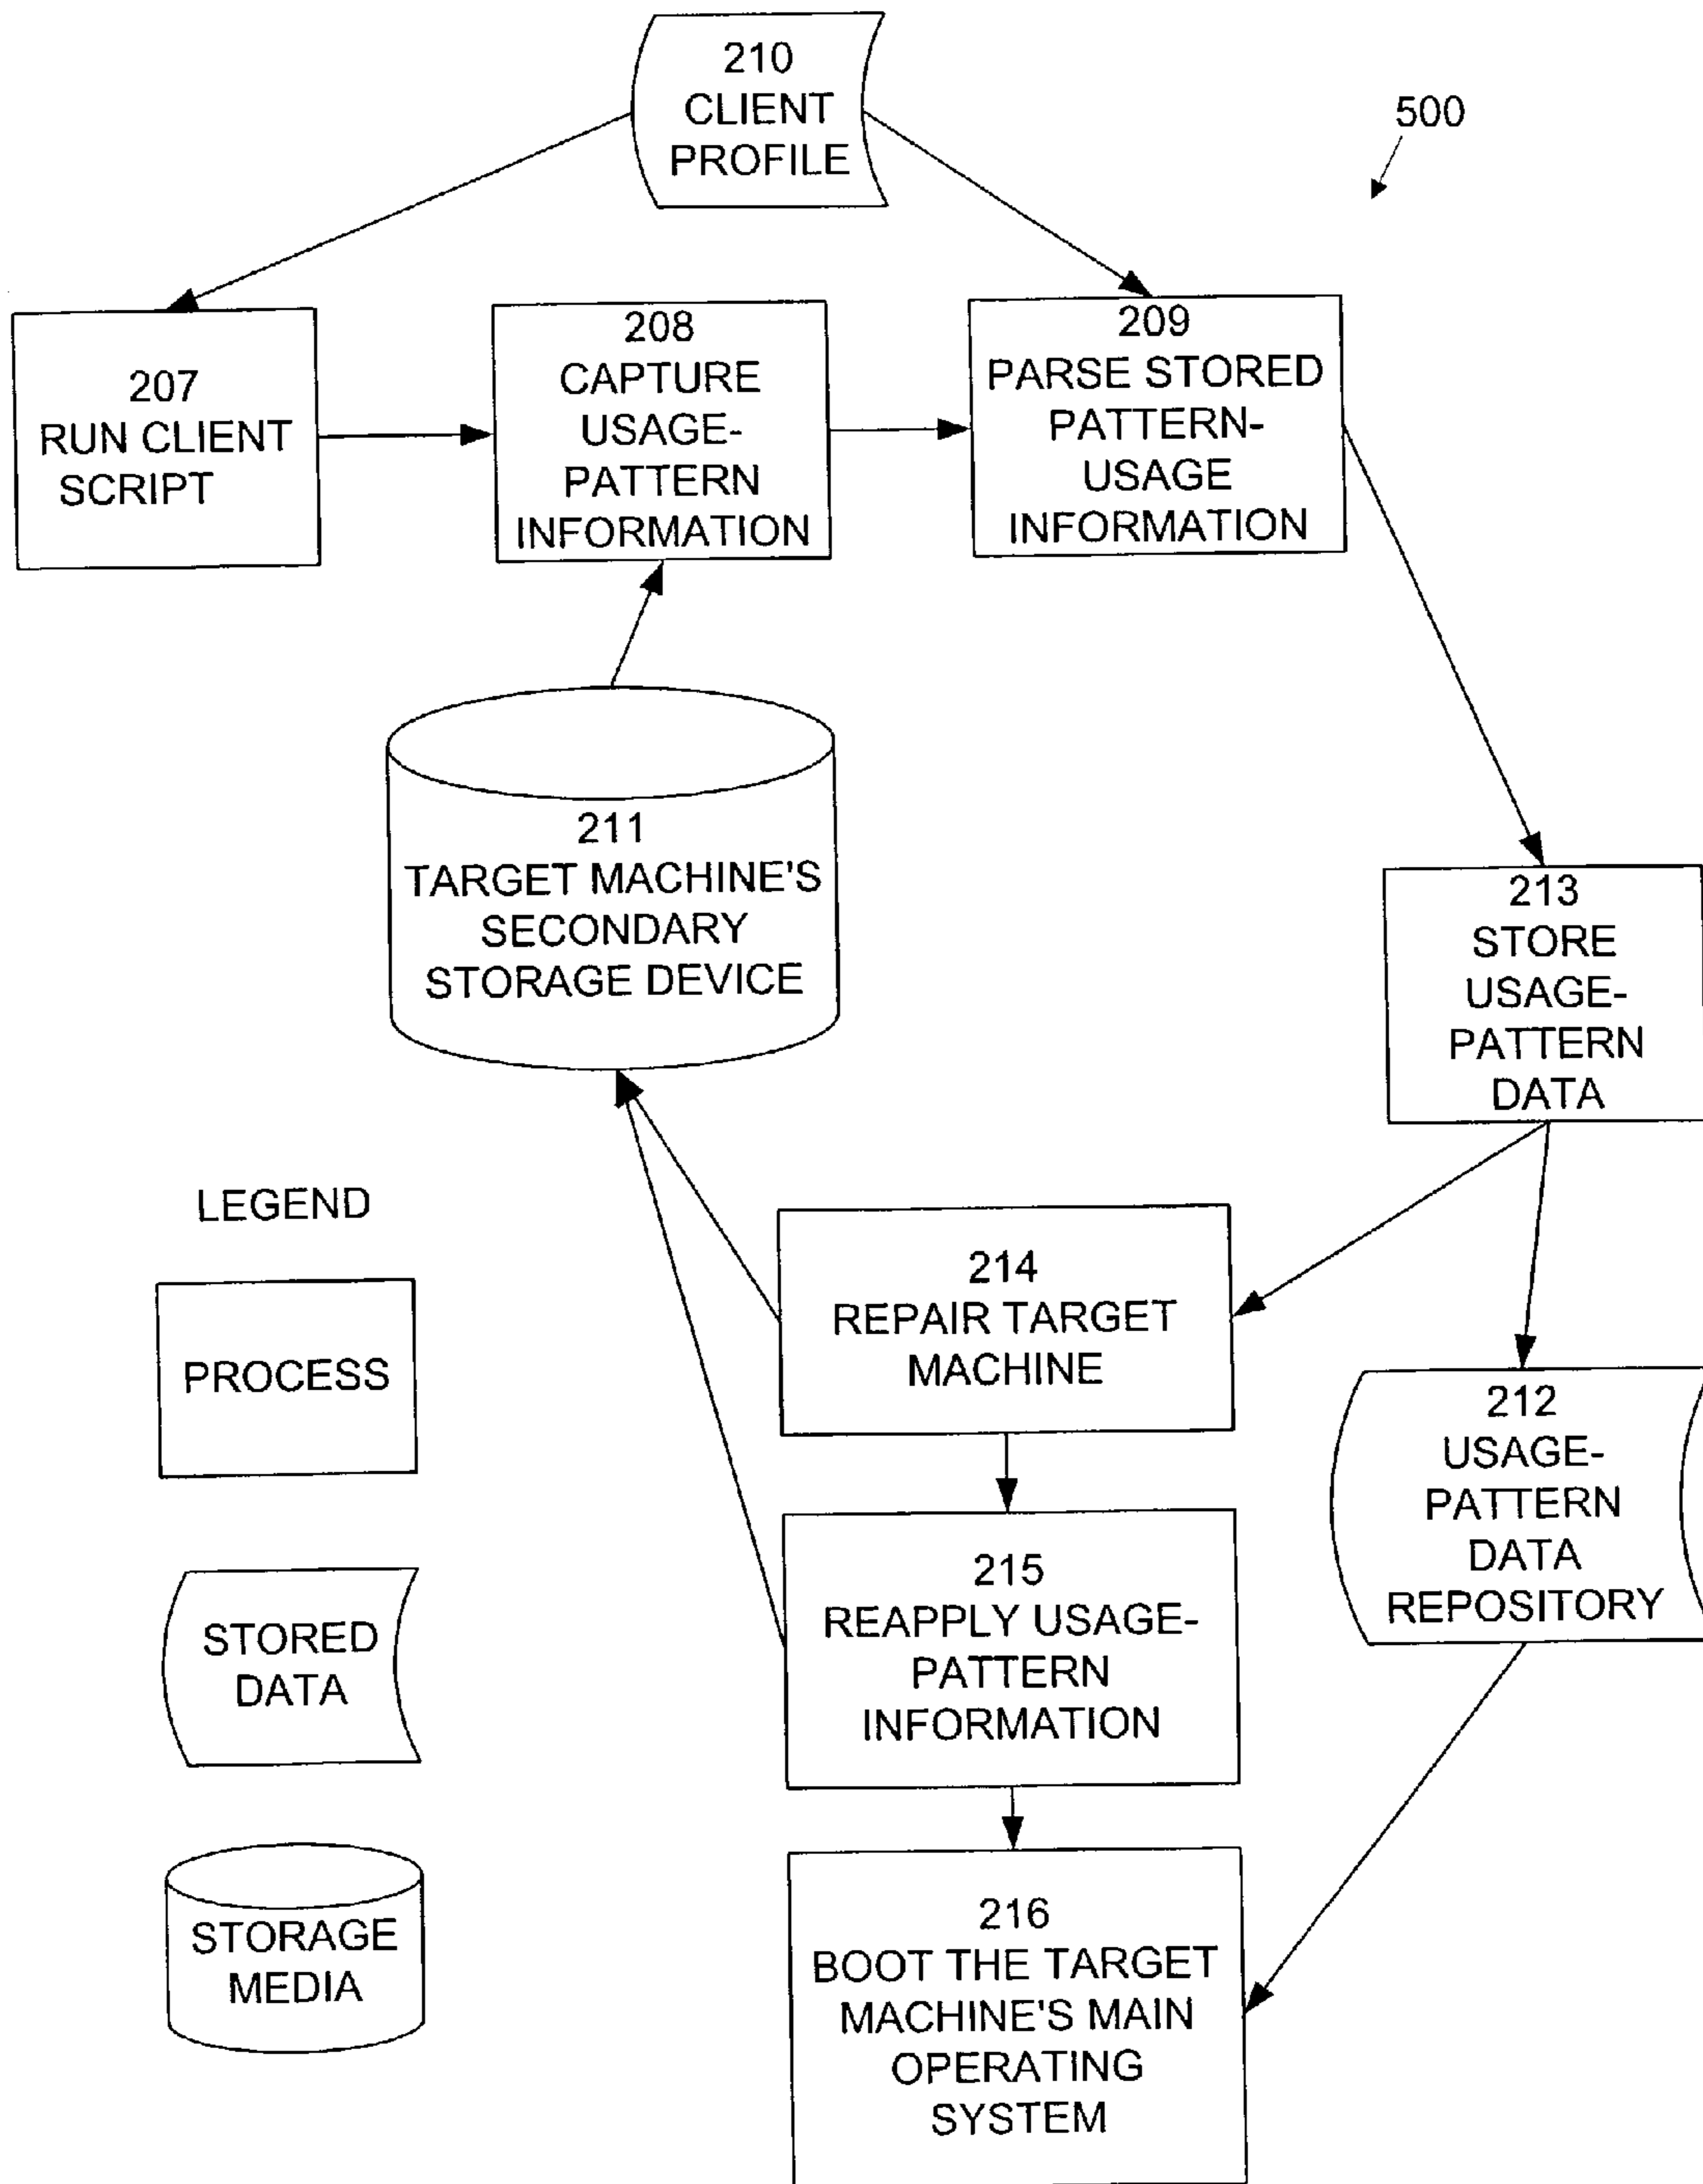 210
CLIENT
PROFILE
500
207
RUN CLIENT
SCRIPT
208
CAPTURE
USAGE-
PATTERN
INFORMATION
209
PARSE STORED
PATTERN-
USAGE
INFORMATION
211
TARGET MACHINE'S
SECONDARY
STORAGE DEVICE
213
STORE
USAGE-
PATTERN
DATA
LEGEND
PROCESS
STORED
DATA
STORAGE
MEDIA
214
REPAIR TARGET
MACHINE
212
USAGE-
PATTERN
DATA
REPOSITORY
215
REAPPLY USAGE-
PATTERN
INFORMATION
216
BOOT THE TARGET
MACHINE'S MAIN
OPERATING
SYSTEM